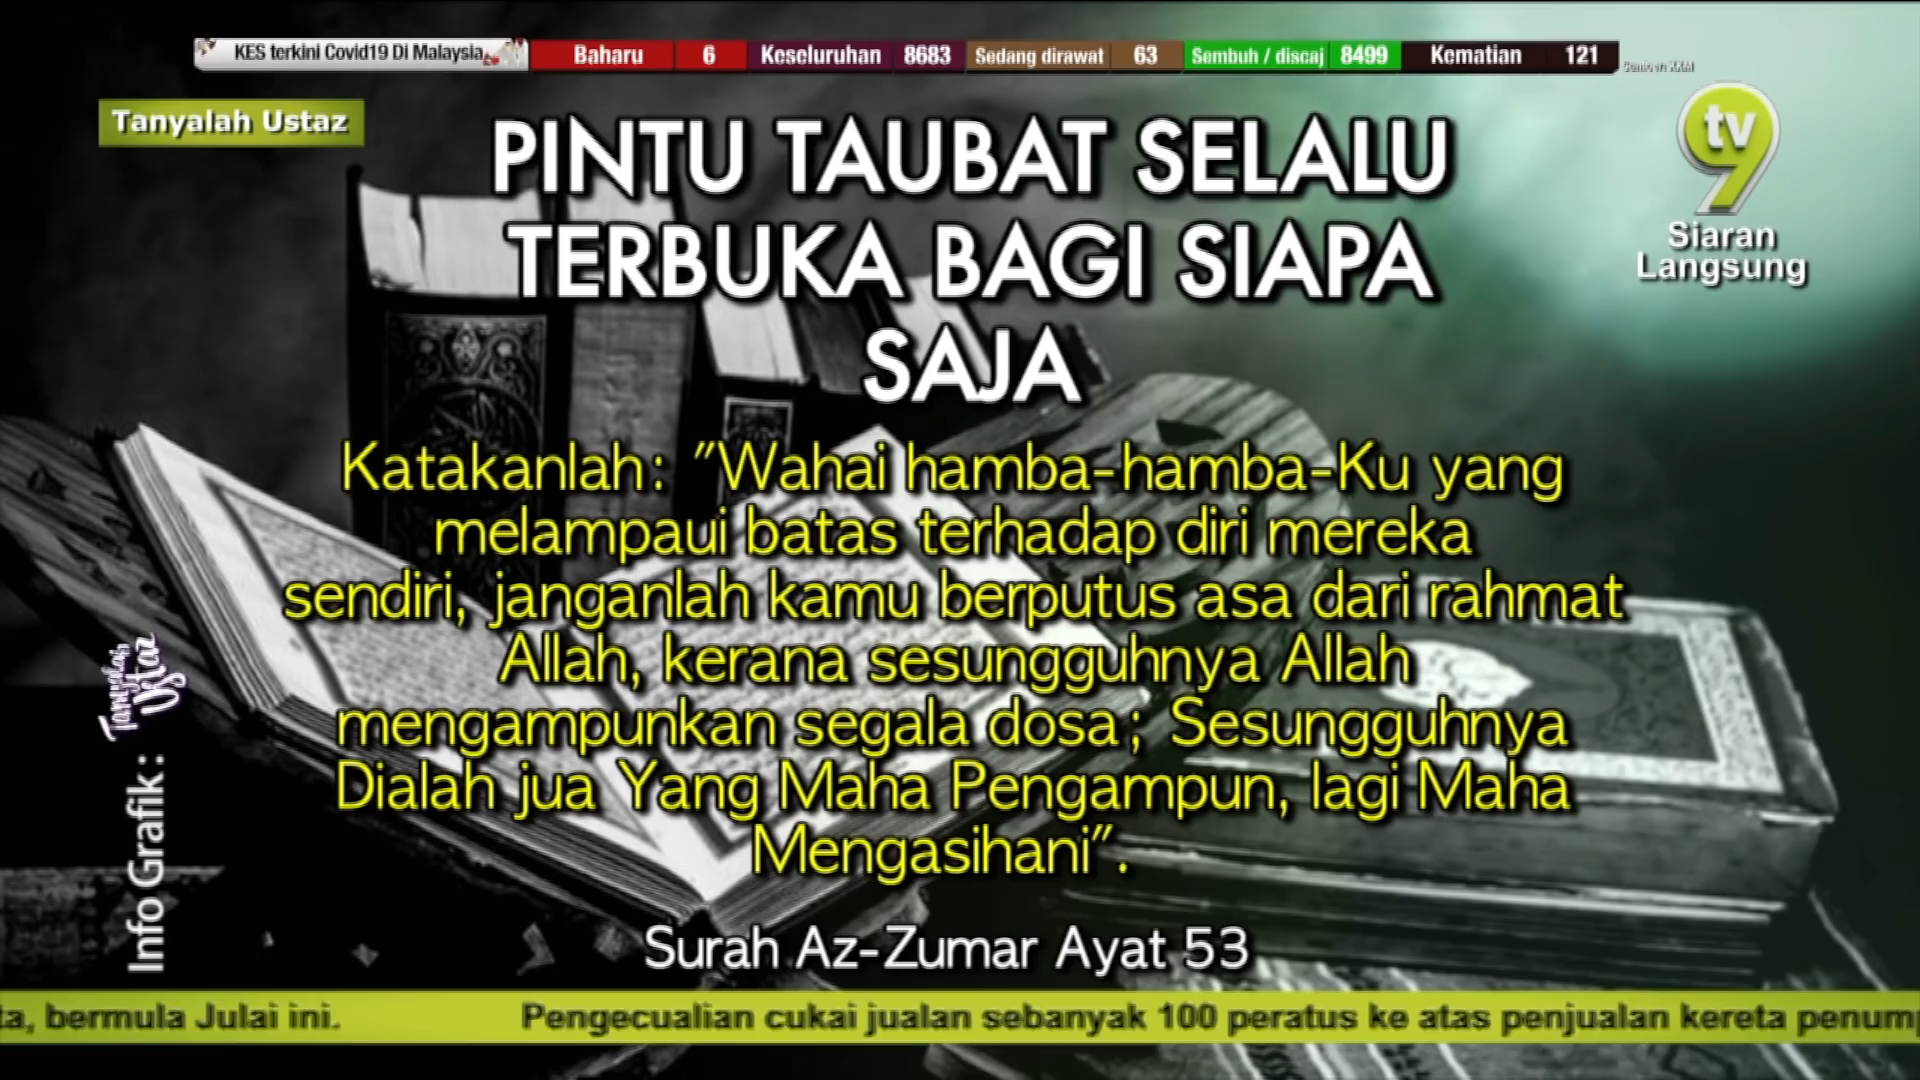 KES terkini Covid19 Di Malaysia Baharu 6 Keseluruhan 8683 Sedang dirawat 63 Sembuh / discaj 8499 Kematian 121
Sumber: KKM
Tanyalah Ustaz
tv9
Siaran
Langsung
PINTU TAUBAT SELALU
TERBUKA BAGI SIAPA
SAJA
Katakanlah: "Wahai hamba-hamba-Ku yang
melampaui batas terhadap diri mereka
sendiri, janganlah kamu berputus asa dari rahmat
Allah, kerana sesungguhnya Allah
mengampunkan segala dosa; Sesungguhnya
Dialah jua Yang Maha Pengampun, lagi Maha
Mengasihani".
Surah Az-Zumar Ayat 53
Info Grafik : Tanyalah Ustaz
ta, bermula Julai ini. Pengecualian cukai jualan sebanyak 100 peratus ke atas penjualan kereta penump